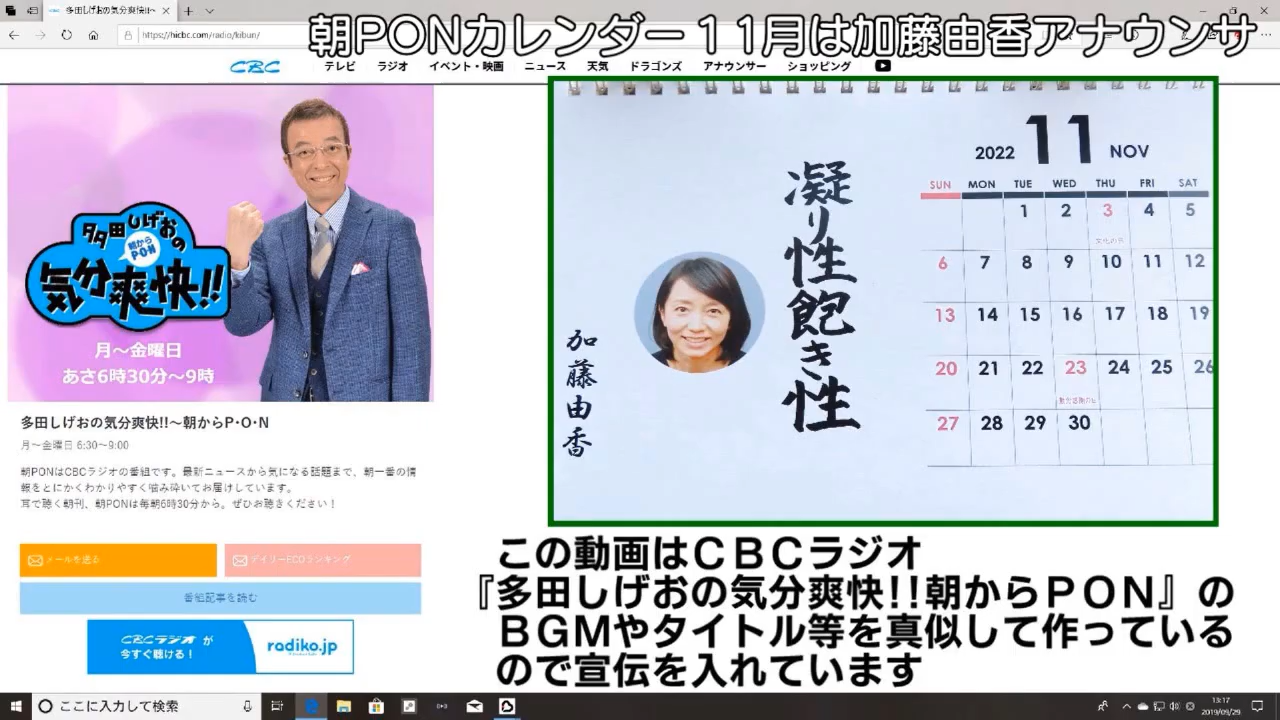 多田しげおの気分爽快!!
朝PONカレンダー１１月は加藤由香アナウンサ
https://hicbc.com/radio/kibun/
CBC テレビ ラジオ イベント・映画 ニュース 天気 ドラゴンズ アナウンサー ショッピング
多田しげおの
朝から
PON
気分爽快!!
月～金曜日
あさ6時30分～9時
多田しげおの気分爽快!!～朝からP・O・N
月～金曜日 6:30～9:00
朝PONはCBCラジオの番組です。最新ニュースから気になる話題まで、朝一番の情
報をとにかくわかりやすく噛み砕いてお届けしています。
耳で聴く朝刊、朝PONは毎朝6時30分から。ぜひお聴きください！
メールを送る
デイリーECOランキング
番組記事を読む
CBCラジオ が
今すぐ聴ける！
radiko.jp
凝り性飽き性
加藤由香
2022 11 NOV
SUN MON TUE WED THU FRI SAT
1 2 3 4 5
文化の日
6 7 8 9 10 11 12
13 14 15 16 17 18 19
20 21 22 23 24 25 26
勤労感謝の日
27 28 29 30
この動画はＣＢＣラジオ
『多田しげおの気分爽快!!朝からＰＯＮ』の
ＢＧＭやタイトル等を真似して作っている
ので宣伝を入れています
ここに入力して検索
13:17
2019/09/29